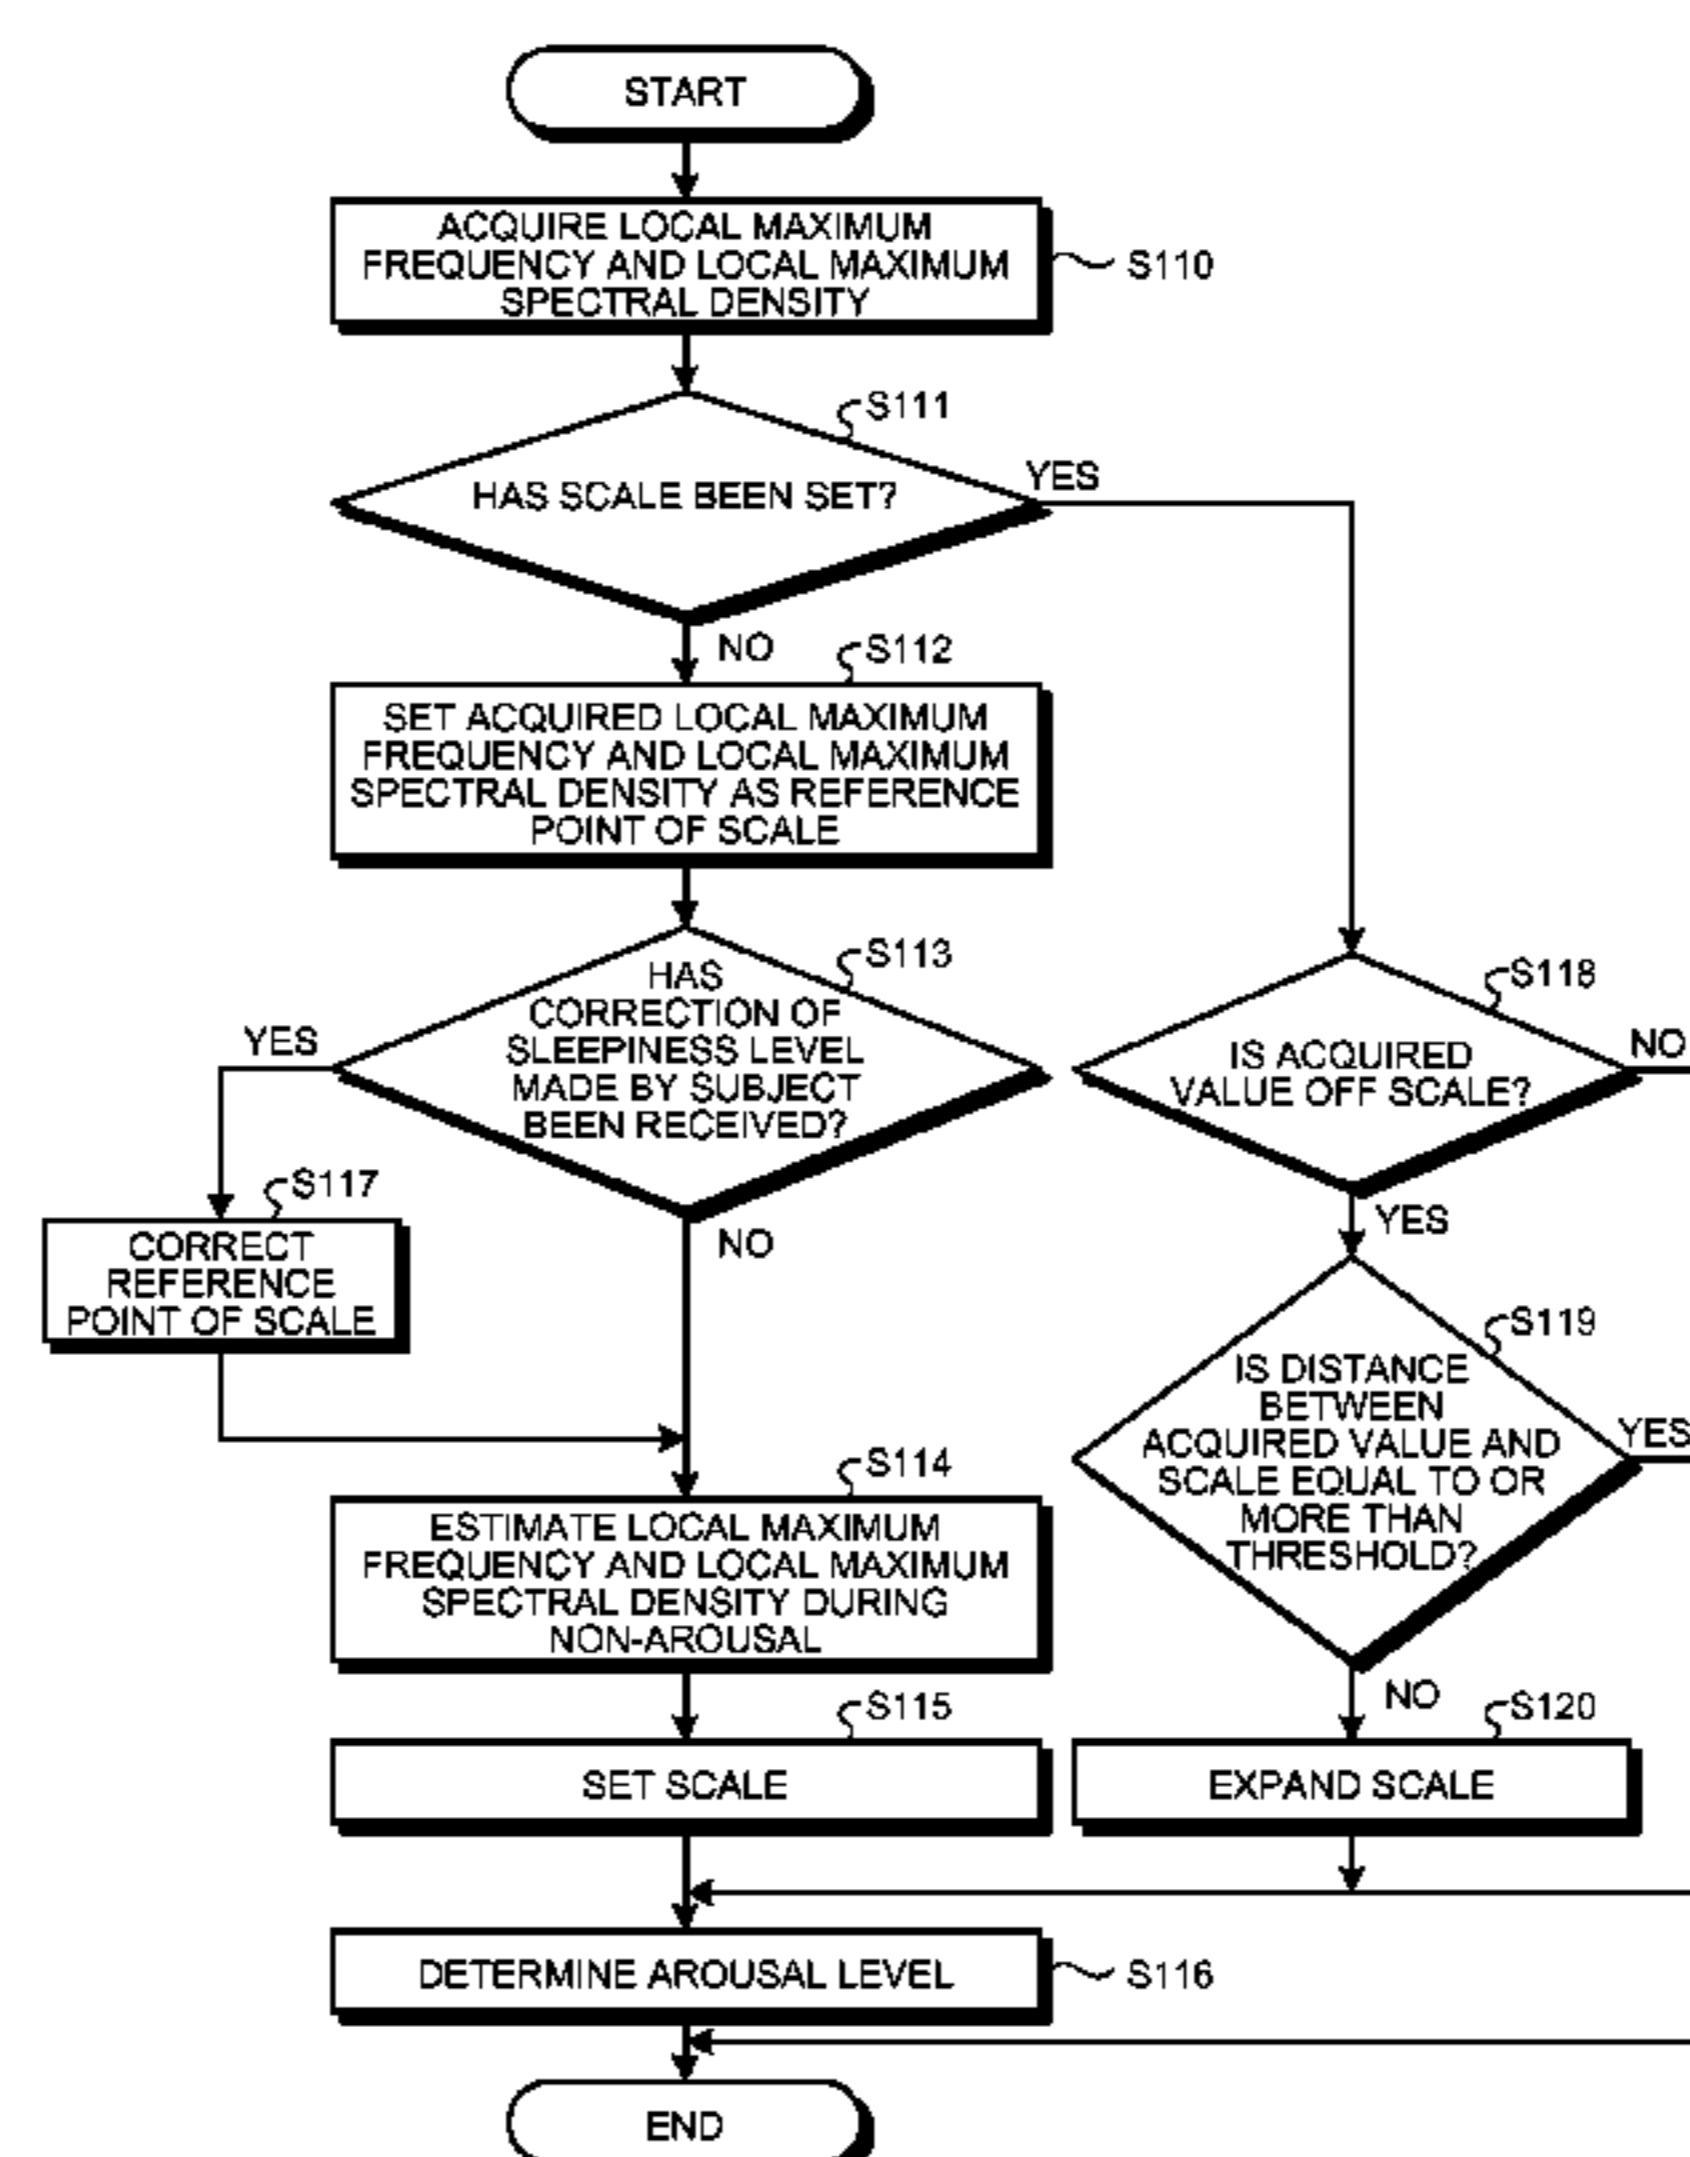 START
ACQUIRE LOCAL MAXIMUM
FREQUENCY AND LOCAL MAXIMUM
SPECTRAL DENSITY
S110
S111
HAS SCALE BEEN SET?
YES
NO
S112
SET ACQUIRED LOCAL MAXIMUM
FREQUENCY AND LOCAL MAXIMUM
SPECTRAL DENSITY AS REFERENCE
POINT OF SCALE
S113
HAS
CORRECTION OF
SLEEPINESS LEVEL
MADE BY SUBJECT
BEEN RECEIVED?
YES
NO
S117
CORRECT
REFERENCE
POINT OF SCALE
S114
ESTIMATE LOCAL MAXIMUM
FREQUENCY AND LOCAL MAXIMUM
SPECTRAL DENSITY DURING
NON-AROUSAL
S115
SET SCALE
S118
IS ACQUIRED
VALUE OFF SCALE?
NO
YES
S119
IS DISTANCE
BETWEEN
ACQUIRED VALUE AND
SCALE EQUAL TO OR
MORE THAN
THRESHOLD?
YES
NO
S120
EXPAND SCALE
DETERMINE AROUSAL LEVEL
S116
END